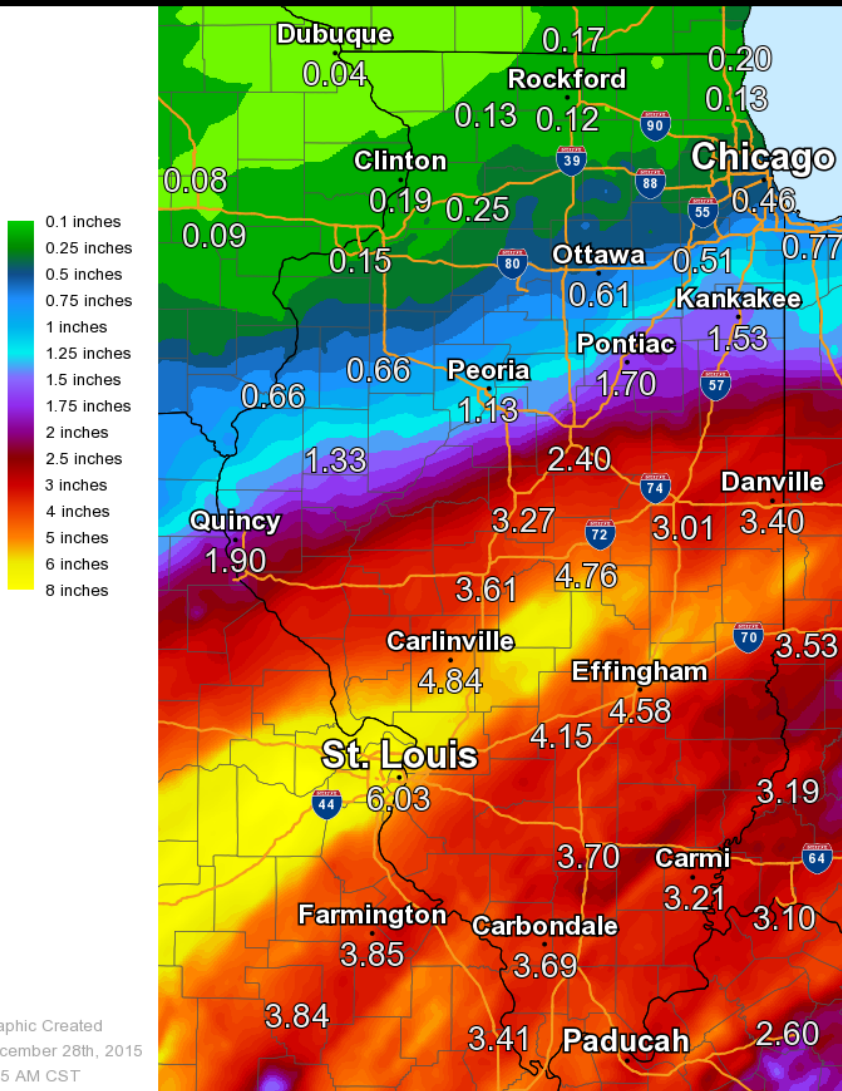 Dubuque
0.04
0.17
Rockford
0.20
0.13
0.12
0.13
90
Clinton
39
Chicago
0.08
88
0.19
0.25
0.46
55
0.09
0.15
80
Ottawa
0.51
0.77
0.61
Kankakee
1.53
Pontiac
0.66
Peoria
1.70
57
0.66
1.13
1.33
2.40
74
Danville
Quincy
3.27
72
3.01
3.40
1.90
3.61
4.76
Carlinville
70
3.53
4.84
Effingham
4.58
4.15
St. Louis
6.03
44
3.19
3.70
Carmi
64
3.21
Farmington
Carbondale
3.10
3.85
3.69
3.84
3.41
Paducah
2.60
0.1 inches
0.25 inches
0.5 inches
0.75 inches
1 inches
1.25 inches
1.5 inches
1.75 inches
2 inches
2.5 inches
3 inches
4 inches
5 inches
6 inches
8 inches
aphic Created
cember 28th, 2015
5 AM CST